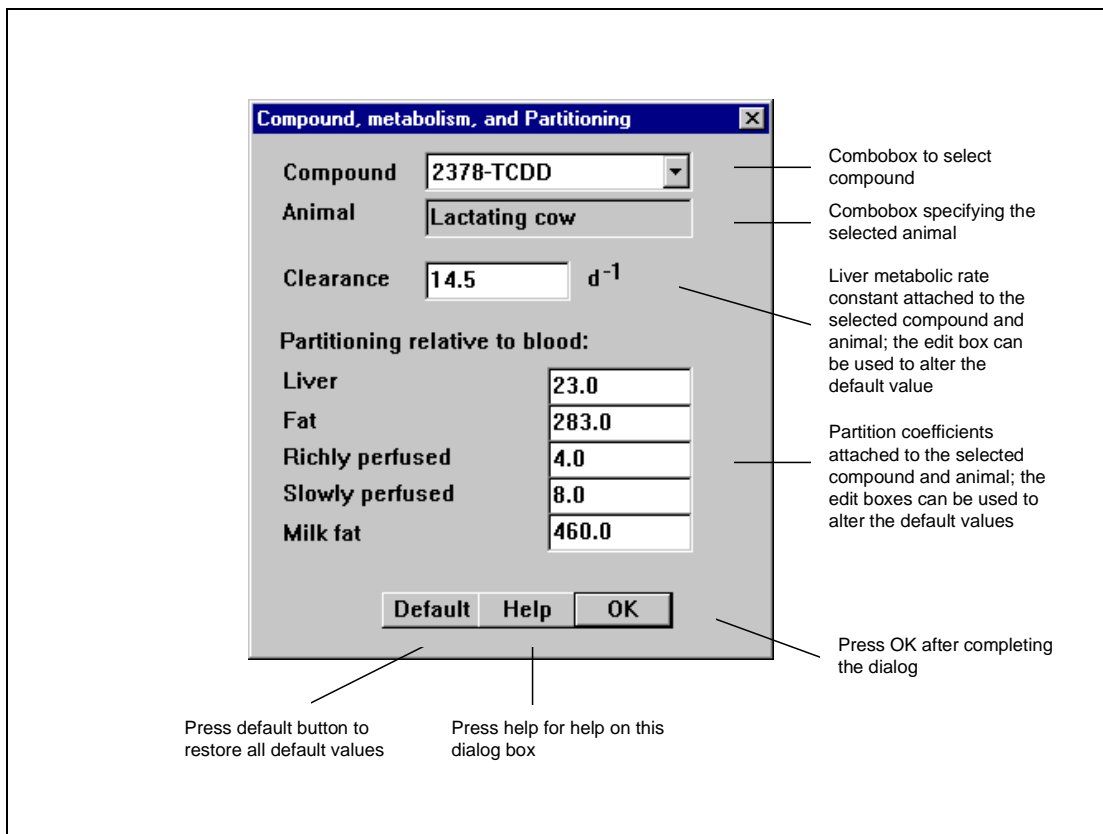 Compound, metabolism, and Partitioning
Compound 2378-TCDD
Animal Lactating cow
Clearance 14.5 d-1
Partitioning relative to blood:
Liver 23.0
Fat 283.0
Richly perfused 4.0
Slowly perfused 8.0
Milk fat 460.0
Default Help OK
Combobox to select
compound
Combobox specifying the
selected animal
Liver metabolic rate
constant attached to the
selected compound and
animal; the edit box can
be used to alter the
default value
Partition coefficients
attached to the selected
compound and animal; the
edit boxes can be used to
alter the default values
Press OK after completing
the dialog
Press default button to
restore all default values
Press help for help on this
dialog box